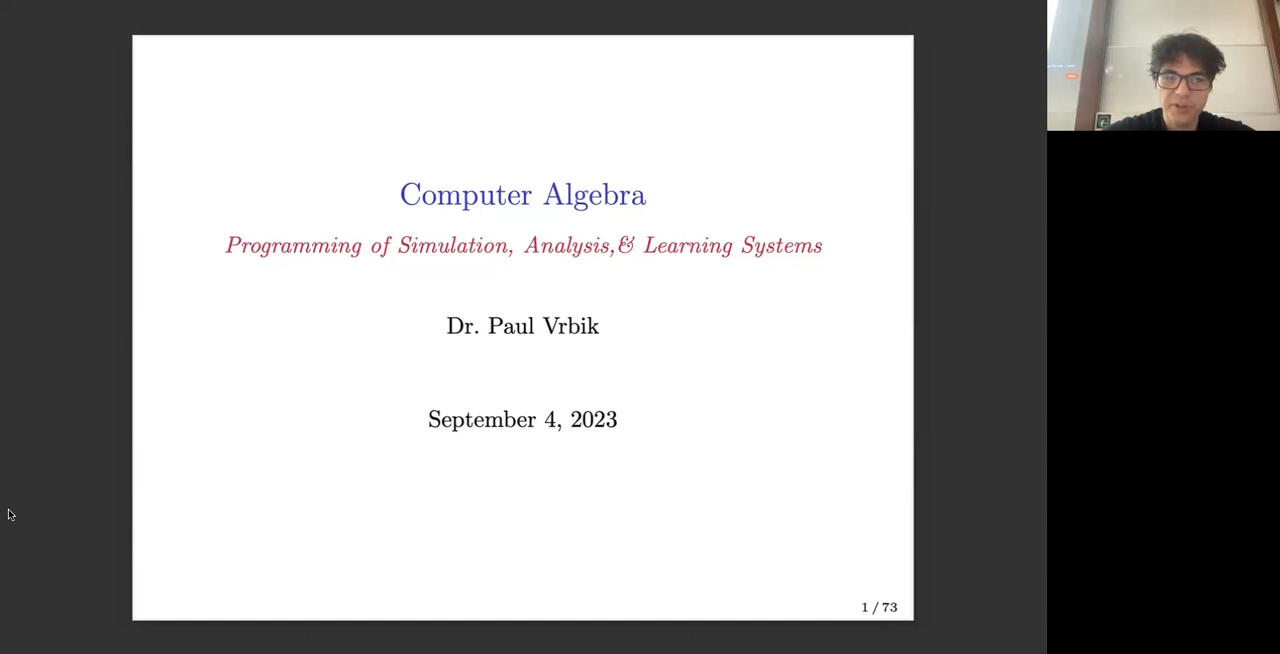 Computer Algebra
Programming of Simulation, Analysis,& Learning Systems
Dr. Paul Vrbik
September 4, 2023
1 / 73